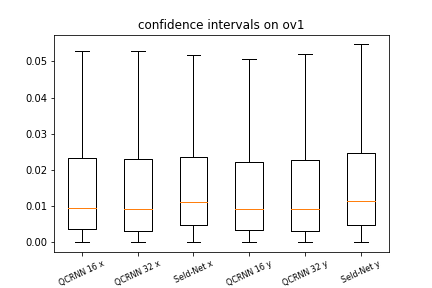 confidence intervals on ov1
0.05
0.04
0.03
0.02
0.01
0.00
QCRNN 16 x
QCRNN 32 x
Seld-Net x
QCRNN 16 y
QCRNN 32 y
Seld-Net y